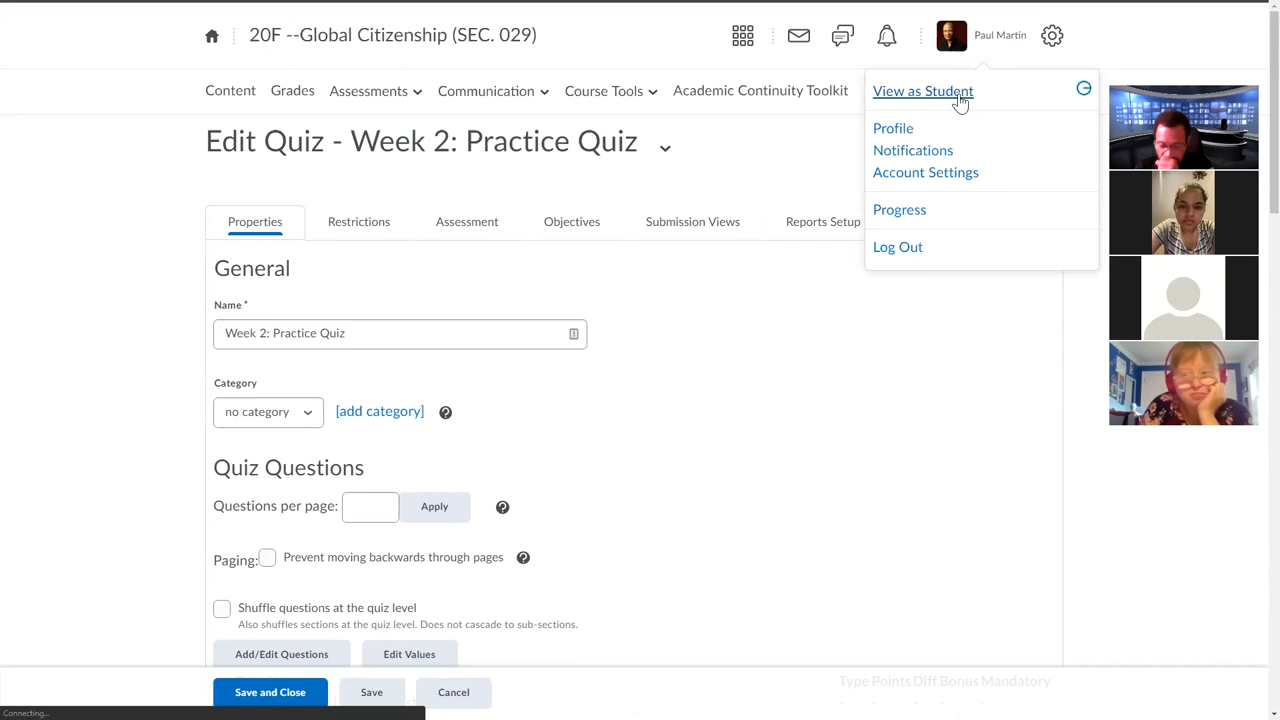 20F --Global Citizenship (SEC. 029)
Paul Martin
Content Grades Assessments Communication Course Tools Academic Continuity Toolkit
View as Student
Profile
Notifications
Account Settings
Progress
Log Out
Edit Quiz - Week 2: Practice Quiz
Properties Restrictions Assessment Objectives Submission Views Reports Setup
General
Name *
Week 2: Practice Quiz
Category
no category [add category]
Quiz Questions
Questions per page: Apply
Paging: Prevent moving backwards through pages
Shuffle questions at the quiz level
Also shuffles sections at the quiz level. Does not cascade to sub-sections.
Add/Edit Questions Edit Values
Type Points Diff Bonus Mandatory
Save and Close Save Cancel
Connecting...